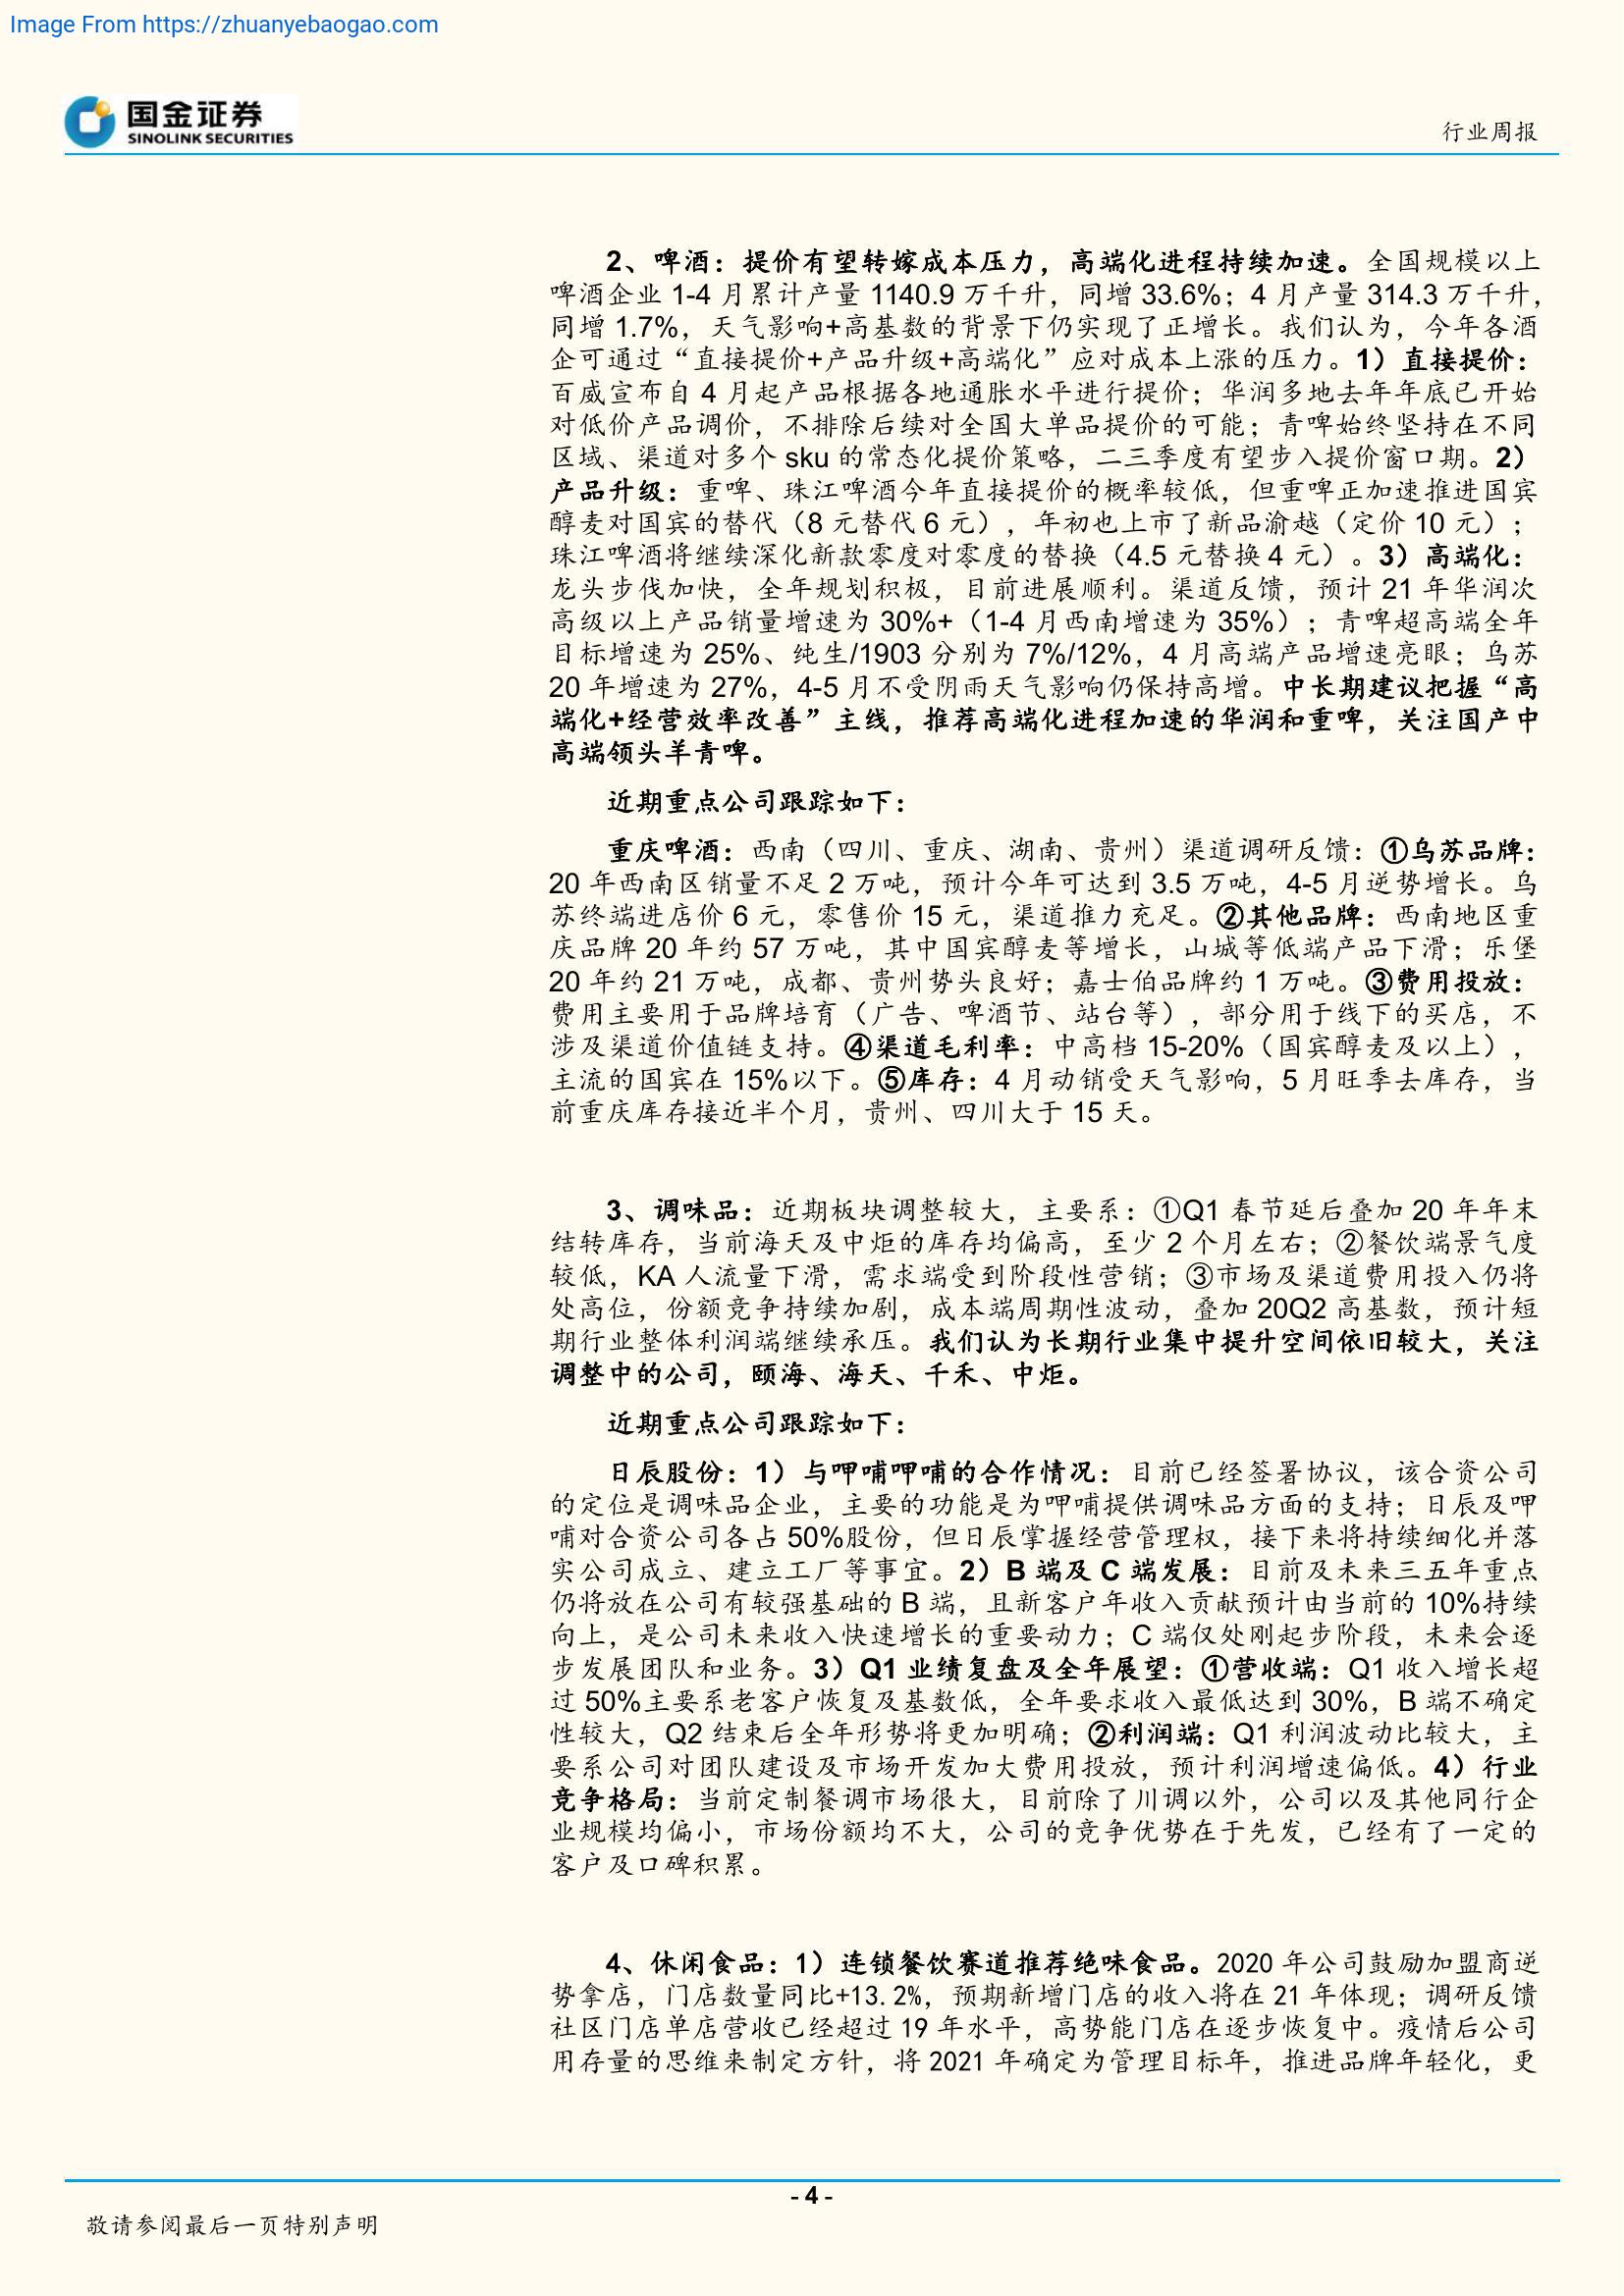 Image From https://zhuanyebaogao.com
国金证券
SINOLINK SECURITIES
行业周报
2、啤酒：提价有望转嫁成本压力，高端化进程持续加速。全国规模以上
啤酒企业 1-4 月累计产量 1140.9 万千升，同增 33.6%；4 月产量 314.3 万千升，
同增 1.7%，天气影响+高基数的背景下仍实现了正增长。我们认为，今年各酒
企可通过“直接提价+产品升级+高端化”应对成本上涨的压力。1）直接提价：
百威宣布自 4 月起产品根据各地通胀水平进行提价；华润多地去年年底已开始
对低价产品调价，不排除后续对全国大单品提价的可能；青啤始终坚持在不同
区域、渠道对多个 sku 的常态化提价策略，二三季度有望步入提价窗口期。2）
产品升级：重啤、珠江啤酒今年直接提价的概率较低，但重啤正加速推进国宾
醇麦对国宾的替代（8 元替代 6 元），年初也上市了新品渝越（定价 10 元）；
珠江啤酒将继续深化新款零度对零度的替换（4.5 元替换 4 元）。3）高端化：
龙头步伐加快，全年规划积极，目前进展顺利。渠道反馈，预计 21 年华润次
高级以上产品销量增速为 30%+（1-4 月西南增速为 35%）；青啤超高端全年
目标增速为 25%、纯生/1903 分别为 7%/12%，4 月高端产品增速亮眼；乌苏
20 年增速为 27%，4-5 月不受阴雨天气影响仍保持高增。中长期建议把握“高
端化+经营效率改善”主线，推荐高端化进程加速的华润和重啤，关注国产中
高端领头羊青啤。
近期重点公司跟踪如下：
重庆啤酒：西南（四川、重庆、湖南、贵州）渠道调研反馈：①乌苏品牌：
20 年西南区销量不足 2 万吨，预计今年可达到 3.5 万吨，4-5 月逆势增长。乌
苏终端进店价 6 元，零售价 15 元，渠道推力充足。②其他品牌：西南地区重
庆品牌 20 年约 57 万吨，其中国宾醇麦等增长，山城等低端产品下滑；乐堡
20 年约 21 万吨，成都、贵州势头良好；嘉士伯品牌约 1 万吨。③费用投放：
费用主要用于品牌培育（广告、啤酒节、站台等），部分用于线下的买店，不
涉及渠道价值链支持。④渠道毛利率：中高档 15-20%（国宾醇麦及以上），
主流的国宾在 15%以下。⑤库存：4 月动销受天气影响，5 月旺季去库存，当
前重庆库存接近半个月，贵州、四川大于 15 天。
3、调味品：近期板块调整较大，主要系：①Q1 春节延后叠加 20 年年末
结转库存，当前海天及中炬的库存均偏高，至少 2 个月左右；②餐饮端景气度
较低，KA 人流量下滑，需求端受到阶段性营销；③市场及渠道费用投入仍将
处高位，份额竞争持续加剧，成本端周期性波动，叠加 20Q2 高基数，预计短
期行业整体利润端继续承压。我们认为长期行业集中提升空间依旧较大，关注
调整中的公司，颐海、海天、千禾、中炬。
近期重点公司跟踪如下：
日辰股份：1）与呷哺呷哺的合作情况：目前已经签署协议，该合资公司
的定位是调味品企业，主要的功能是为呷哺提供调味品方面的支持；日辰及呷
哺对合资公司各占 50%股份，但日辰掌握经营管理权，接下来将持续细化并落
实公司成立、建立工厂等事宜。2）B 端及 C 端发展：目前及未来三五年重点
仍将放在公司有较强基础的 B 端，且新客户年收入贡献预计由当前的 10%持续
向上，是公司未来收入快速增长的重要动力；C 端仅处刚起步阶段，未来会逐
步发展团队和业务。3）Q1 业绩复盘及全年展望：①营收端：Q1 收入增长超
过 50%主要系老客户恢复及基数低，全年要求收入最低达到 30%，B 端不确定
性较大，Q2 结束后全年形势将更加明确；②利润端：Q1 利润波动比较大，主
要系公司对团队建设及市场开发加大费用投放，预计利润增速偏低。4）行业
竞争格局：当前定制餐调市场很大，目前除了川调以外，公司以及其他同行企
业规模均偏小，市场份额均不大，公司的竞争优势在于先发，已经有了一定的
客户及口碑积累。
4、休闲食品：1）连锁餐饮赛道推荐绝味食品。2020 年公司鼓励加盟商逆
势拿店，门店数量同比+13.2%，预期新增门店的收入将在 21 年体现；调研反馈
社区门店单店营收已经超过 19 年水平，高势能门店在逐步恢复中。疫情后公司
用存量的思维来制定方针，将 2021 年确定为管理目标年，推进品牌年轻化，更
- 4 -
敬请参阅最后一页特别声明